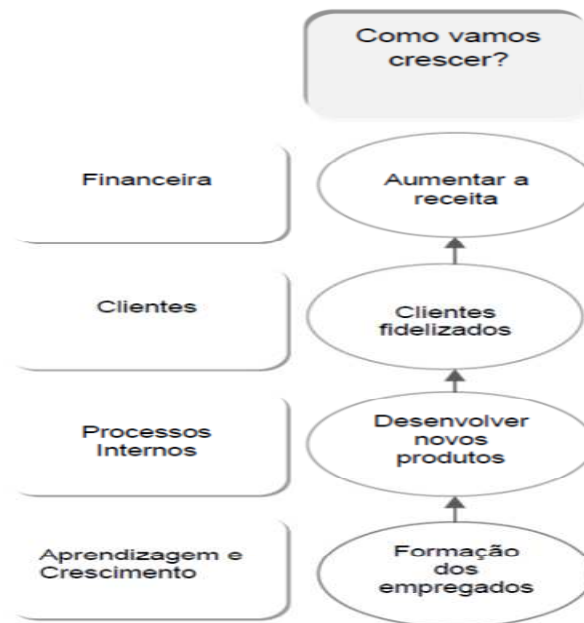 Como vamos
crescer?
Financeira
Aumentar a
receita
Clientes
Clientes
fidelizados
Processos
Internos
Desenvolver
novos
produtos
Aprendizagem e
Crescimento
Formação
dos
empregados